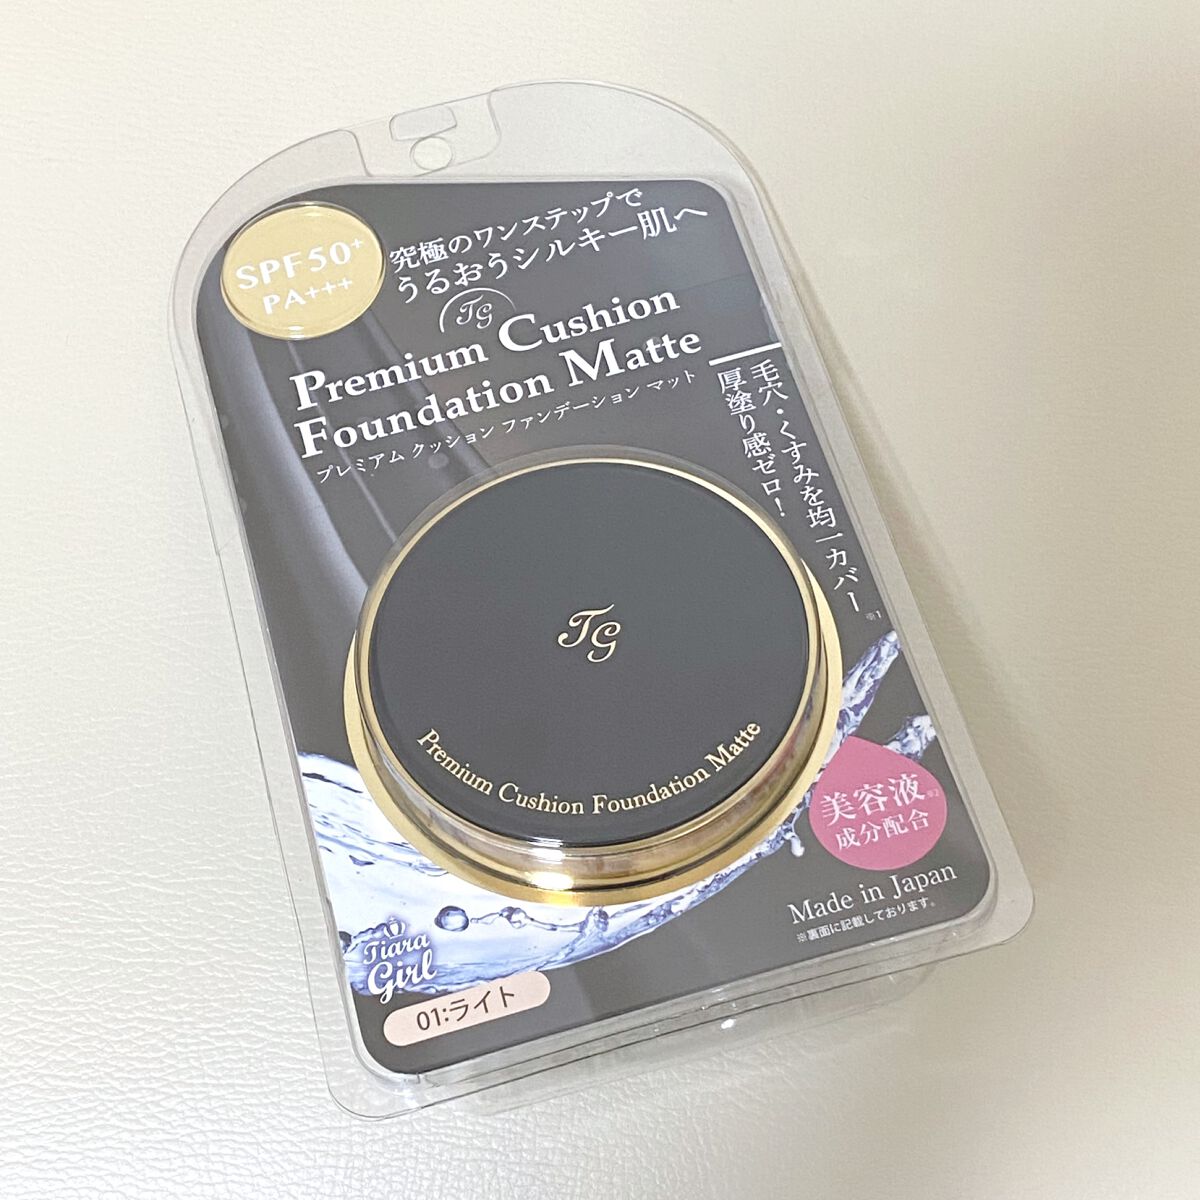 SPF50+
PA+++
究極のワンステップで
うるおうシルキー肌へ
TG
Premium Cushion
Foundation Matte
プレミアム クッション ファンデーション マット
毛穴・くすみを均一カバー※1
厚塗り感ゼロ!
TG
Premium Cushion Foundation Matte
美容液※2
成分配合
Made in Japan
※裏面に記載しております。
Tiara
Girl
01:ライト